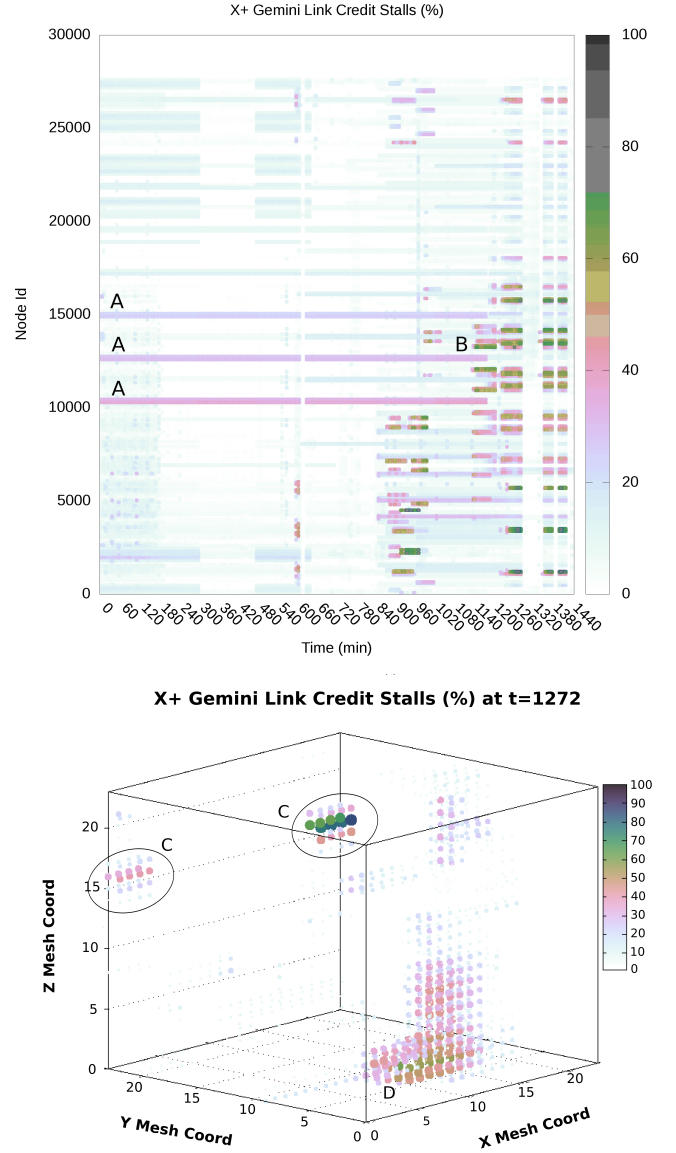 X+ Gemini Link Credit Stalls (%)
30000
25000
20000
15000
10000
5000
0
Node Id
A
A
A
B
100
80
60
40
20
0
0 60 120 180 240 300 360 420 480 540 600 660 720 780 840 900 960 1020 1080 1140 1200 1260 1320 1380 1440
Time (min)
X+ Gemini Link Credit Stalls (%) at t=1272
C
C
D
20
15
10
5
0
Z Mesh Coord
20 15 10 5 0
Y Mesh Coord
0 5 10 15 20
X Mesh Coord
100
90
80
70
60
50
40
30
20
10
0